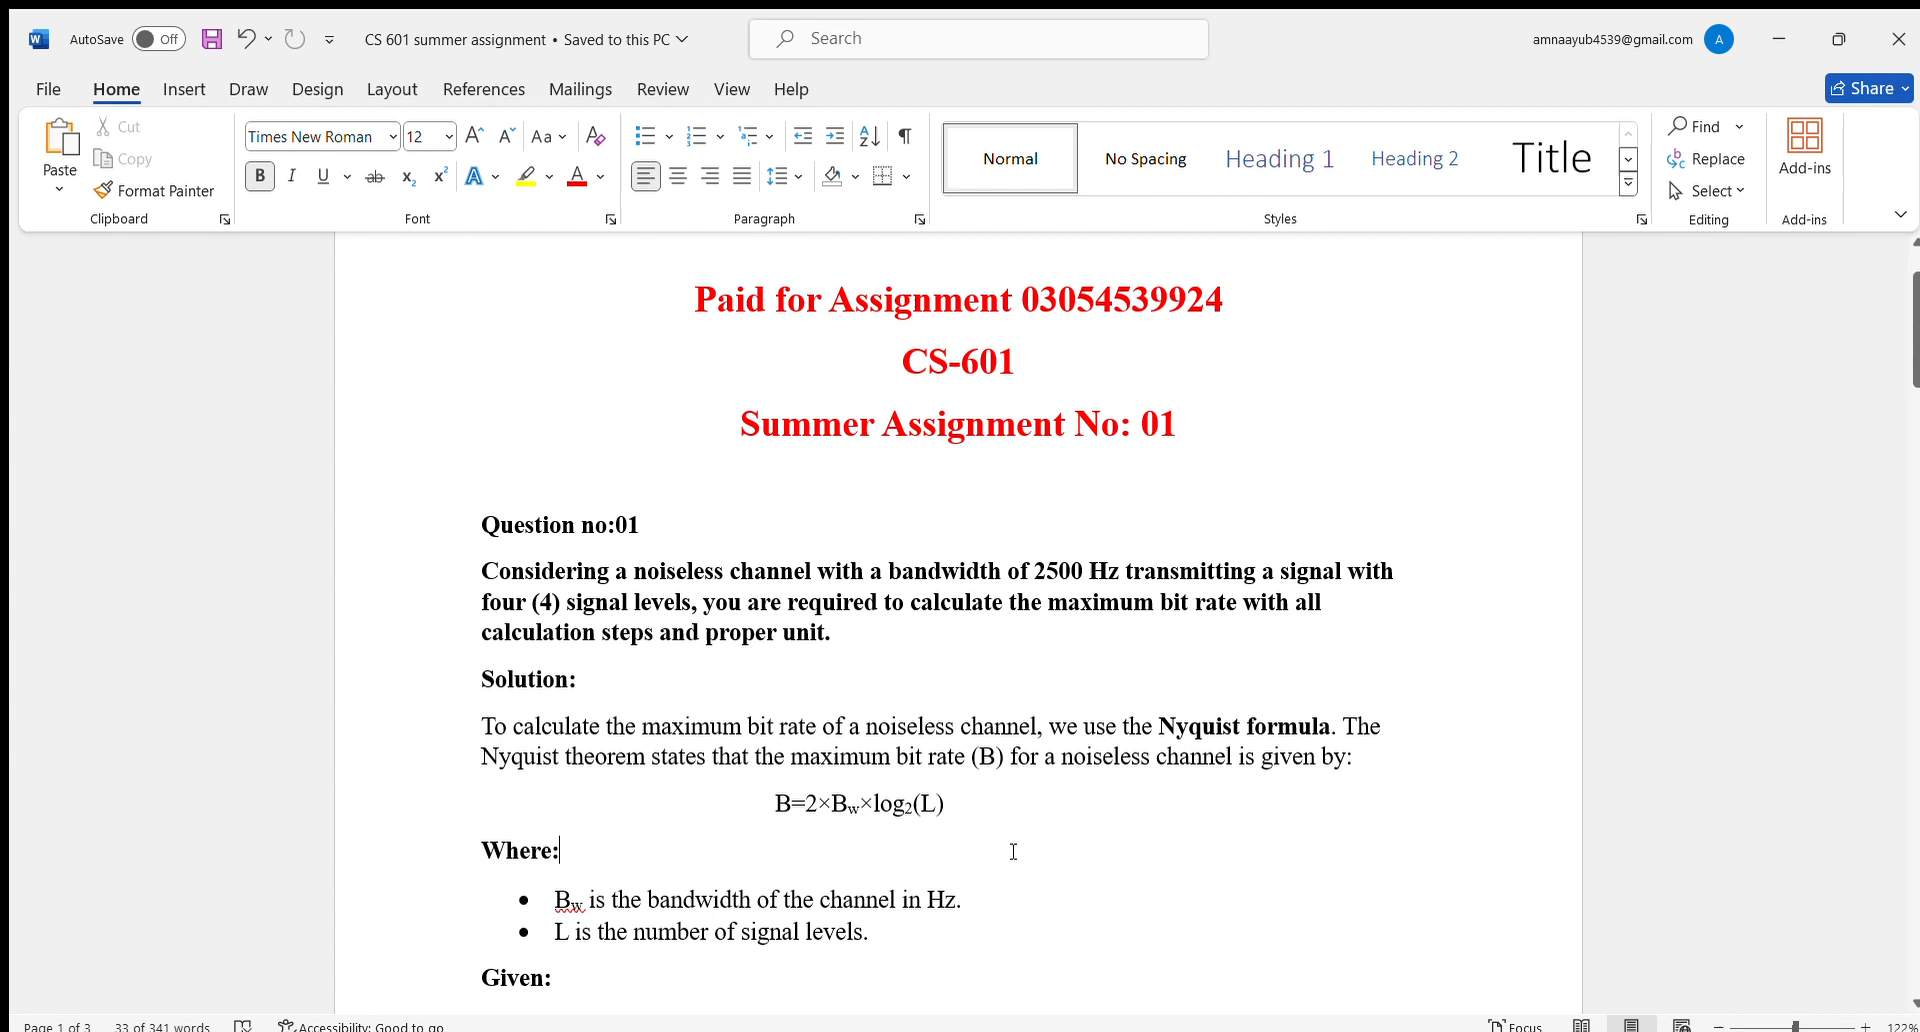 AutoSave Off CS 601 summer assignment • Saved to this PC Search amnaayub4539@gmail.com A
File Home Insert Draw Design Layout References Mailings Review View Help Share
Paste Cut Copy Format Painter
Clipboard
Times New Roman 12 Aa
B I U ab x₂ x² A A
Font
Paragraph
Normal No Spacing Heading 1 Heading 2 Title
Styles
Find
Replace
Select
Editing
Add-ins
Add-ins
Paid for Assignment 03054539924
CS-601
Summer Assignment No: 01
Question no:01
Considering a noiseless channel with a bandwidth of 2500 Hz transmitting a signal with
four (4) signal levels, you are required to calculate the maximum bit rate with all
calculation steps and proper unit.
Solution:
To calculate the maximum bit rate of a noiseless channel, we use the Nyquist formula. The
Nyquist theorem states that the maximum bit rate (B) for a noiseless channel is given by:
B=2×Bw×log₂(L)
Where:
• Bw is the bandwidth of the channel in Hz.
• L is the number of signal levels.
Given:
Page 1 of 3 33 of 341 words Accessibility: Good to go Focus 122%